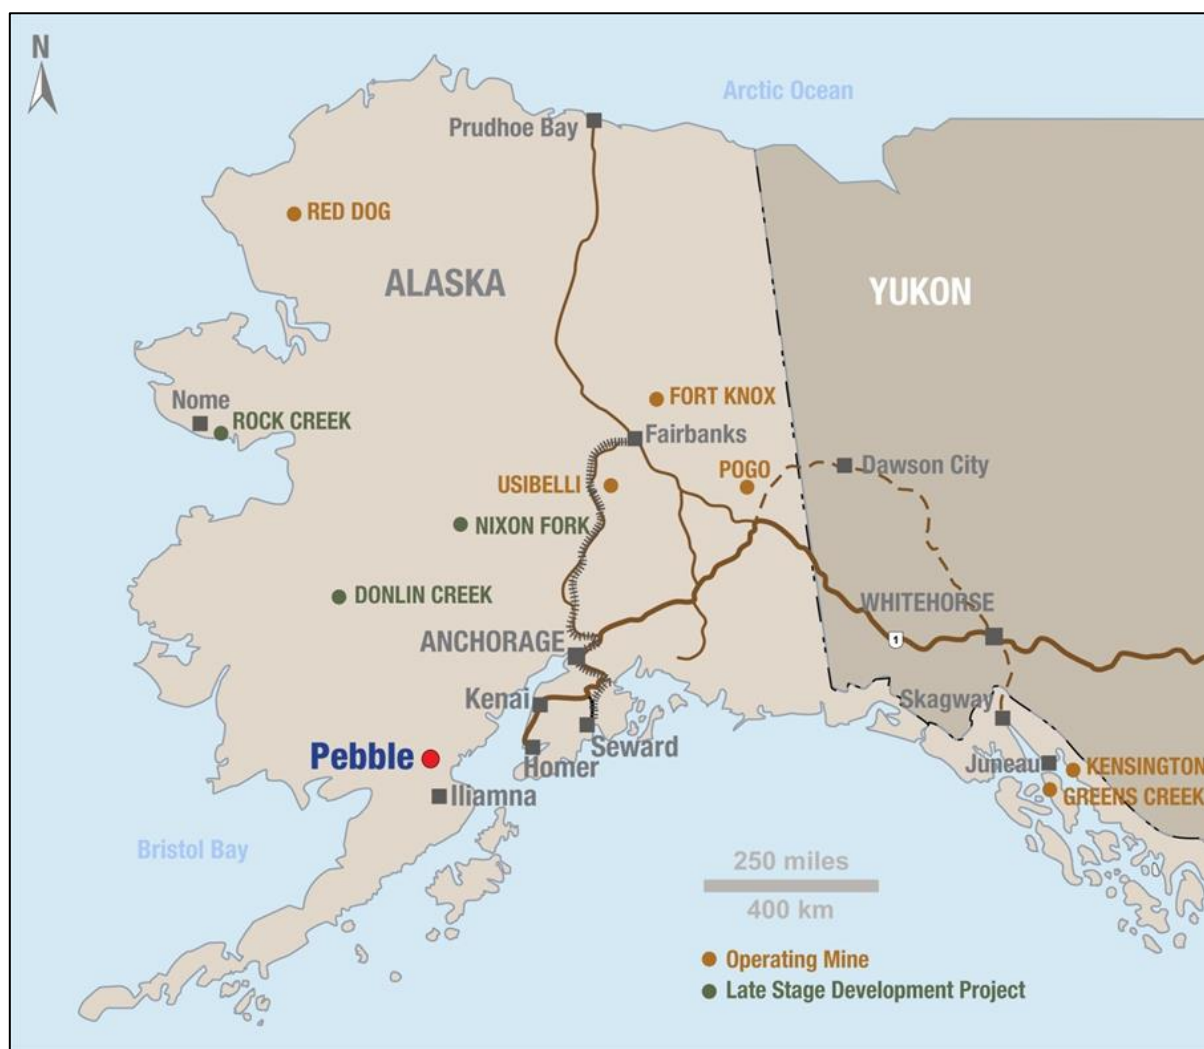 N
Arctic Ocean
Prudhoe Bay
RED DOG
ALASKA
YUKON
FORT KNOX
Nome
ROCK CREEK
Fairbanks
Dawson City
POGO
USIBELLI
NIXON FORK
DONLIN CREEK
WHITEHORSE
ANCHORAGE
1
Kenai
Skagway
Seward
Pebble
Homer
Juneau
KENSINGTON
GREENS CREEK
Iliamna
Bristol Bay
250 miles
400 km
Operating Mine
Late Stage Development Project